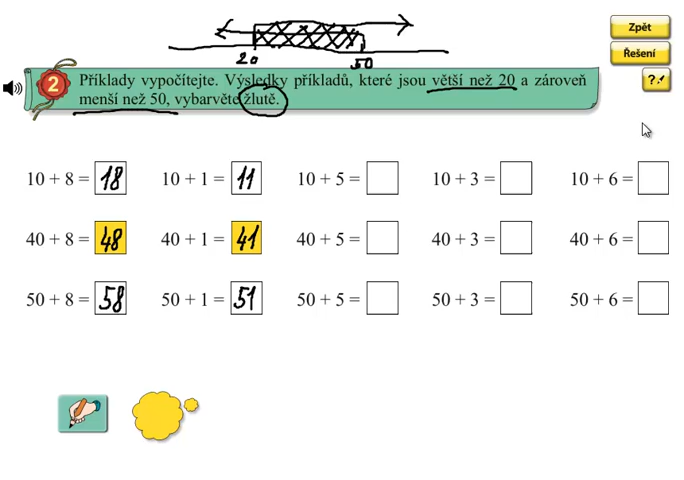 20 50
Zpět
Řešení
?
2
Příklady vypočítejte. Výsledky příkladů, které jsou větší než 20 a zároveň
menší než 50, vybarvěte žlutě.
10 + 8 = 18 10 + 1 = 11 10 + 5 = 10 + 3 = 10 + 6 =
40 + 8 = 48 40 + 1 = 41 40 + 5 = 40 + 3 = 40 + 6 =
50 + 8 = 58 50 + 1 = 51 50 + 5 = 50 + 3 = 50 + 6 =